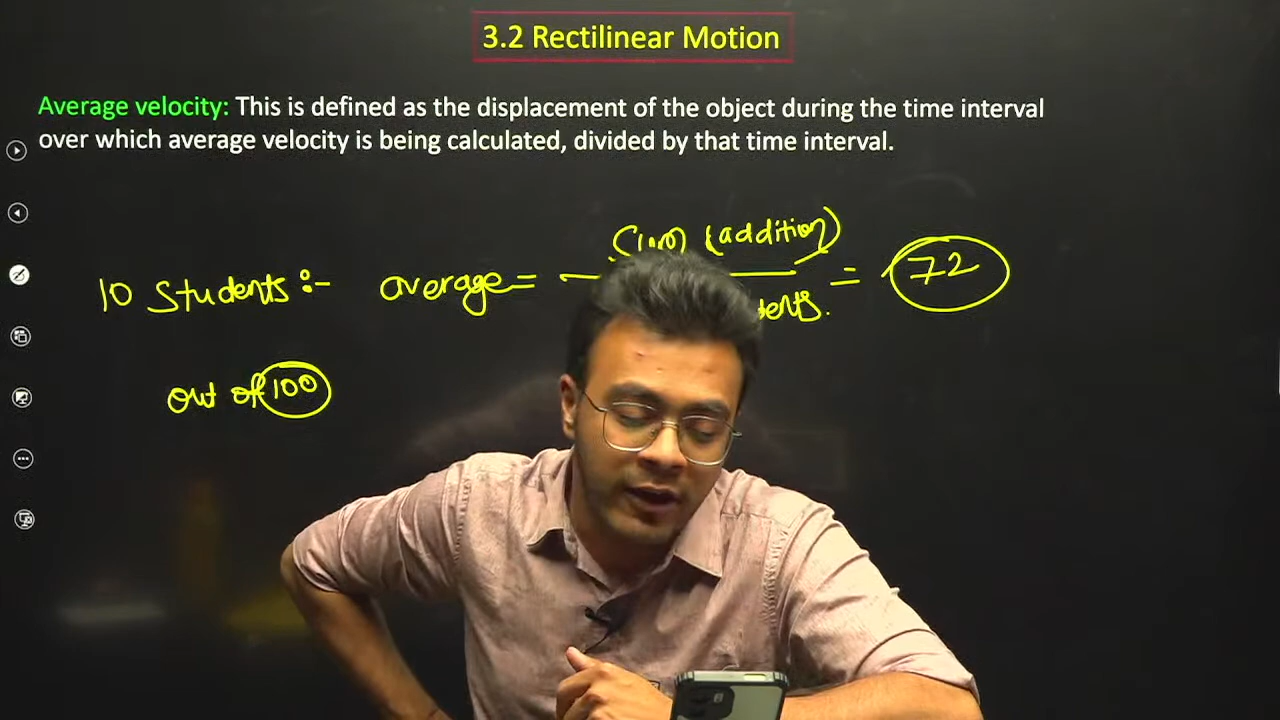 3.2 Rectilinear Motion
Average velocity: This is defined as the displacement of the object during the time interval
over which average velocity is being calculated, divided by that time interval.
(addition)
10 Students :- average = = 72
out of 100